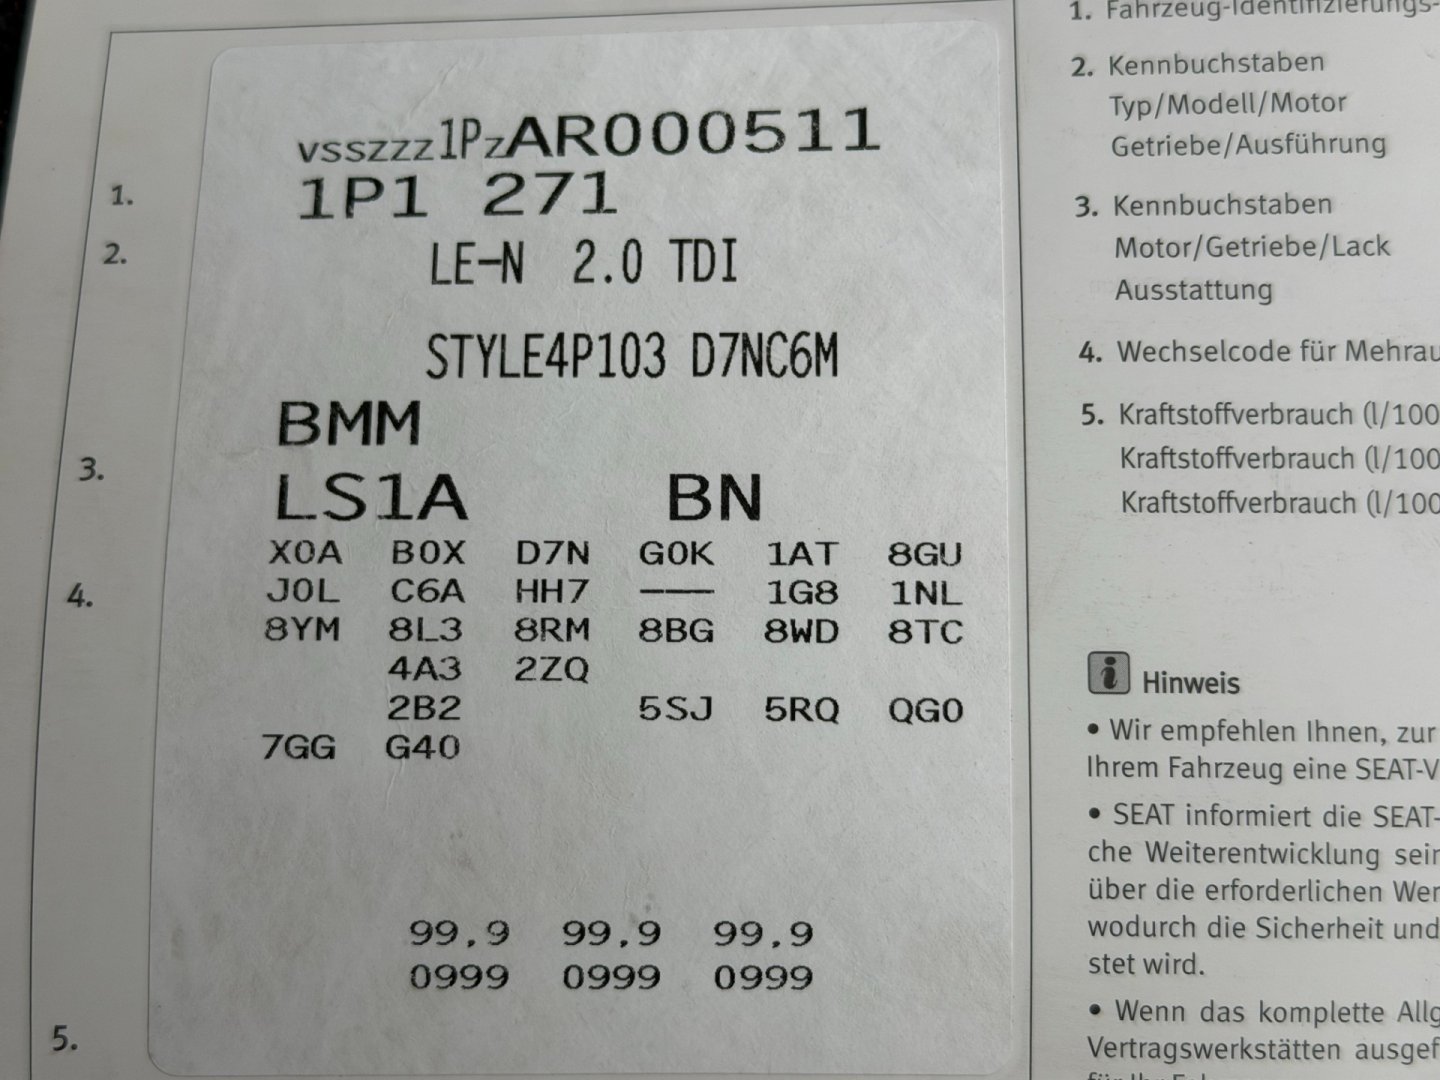 vsszzz1PzAR000511
1.
1P1 271
2.
LE-N 2.0 TDI
STYLE4P103 D7NC6M
BMM
3.
LS1A BN
X0A B0X D7N G0K 1AT 8GU
4.
J0L C6A HH7 --- 1G8 1NL
8YM 8L3 8RM 8BG 8WD 8TC
4A3 2ZQ
2B2 5SJ 5RQ QG0
7GG G40
99.9 99.9 99.9
0999 0999 0999
5.
1. Fahrzeug-Identifizierungs-
2. Kennbuchstaben
Typ/Modell/Motor
Getriebe/Ausführung
3. Kennbuchstaben
Motor/Getriebe/Lack
Ausstattung
4. Wechselcode für Mehrau
5. Kraftstoffverbrauch (l/100
Kraftstoffverbrauch (l/100
Kraftstoffverbrauch (l/100
i Hinweis
• Wir empfehlen Ihnen, zur
Ihrem Fahrzeug eine SEAT-V
• SEAT informiert die SEAT-
che Weiterentwicklung sein
über die erforderlichen Wer
wodurch die Sicherheit und
stet wird.
• Wenn das komplette Allg
Vertragswerkstätten ausgef